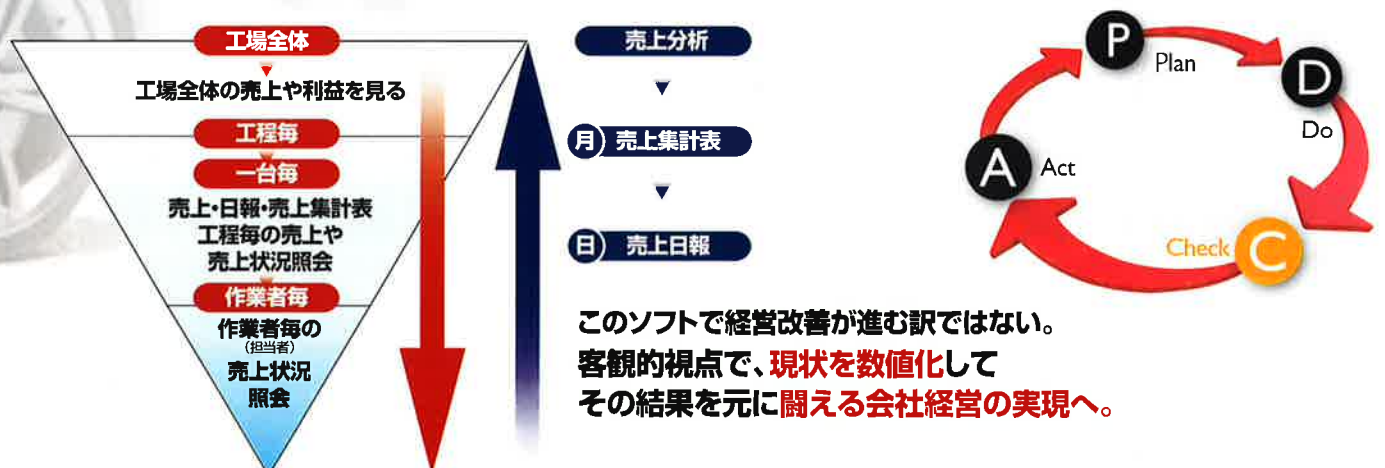 工場全体
工場全体の売上や利益を見る
工程毎
一台毎
売上・日報・売上集計表
工程毎の売上や
売上状況照会
作業者毎
作業者毎の
(担当者)
売上状況
照会
売上分析
月 売上集計表
日 売上日報
P
Plan
D
Do
Check C
A
Act
このソフトで経営改善が進む訳ではない。
客観的視点で、現状を数値化して
その結果を元に闘える会社経営の実現へ。